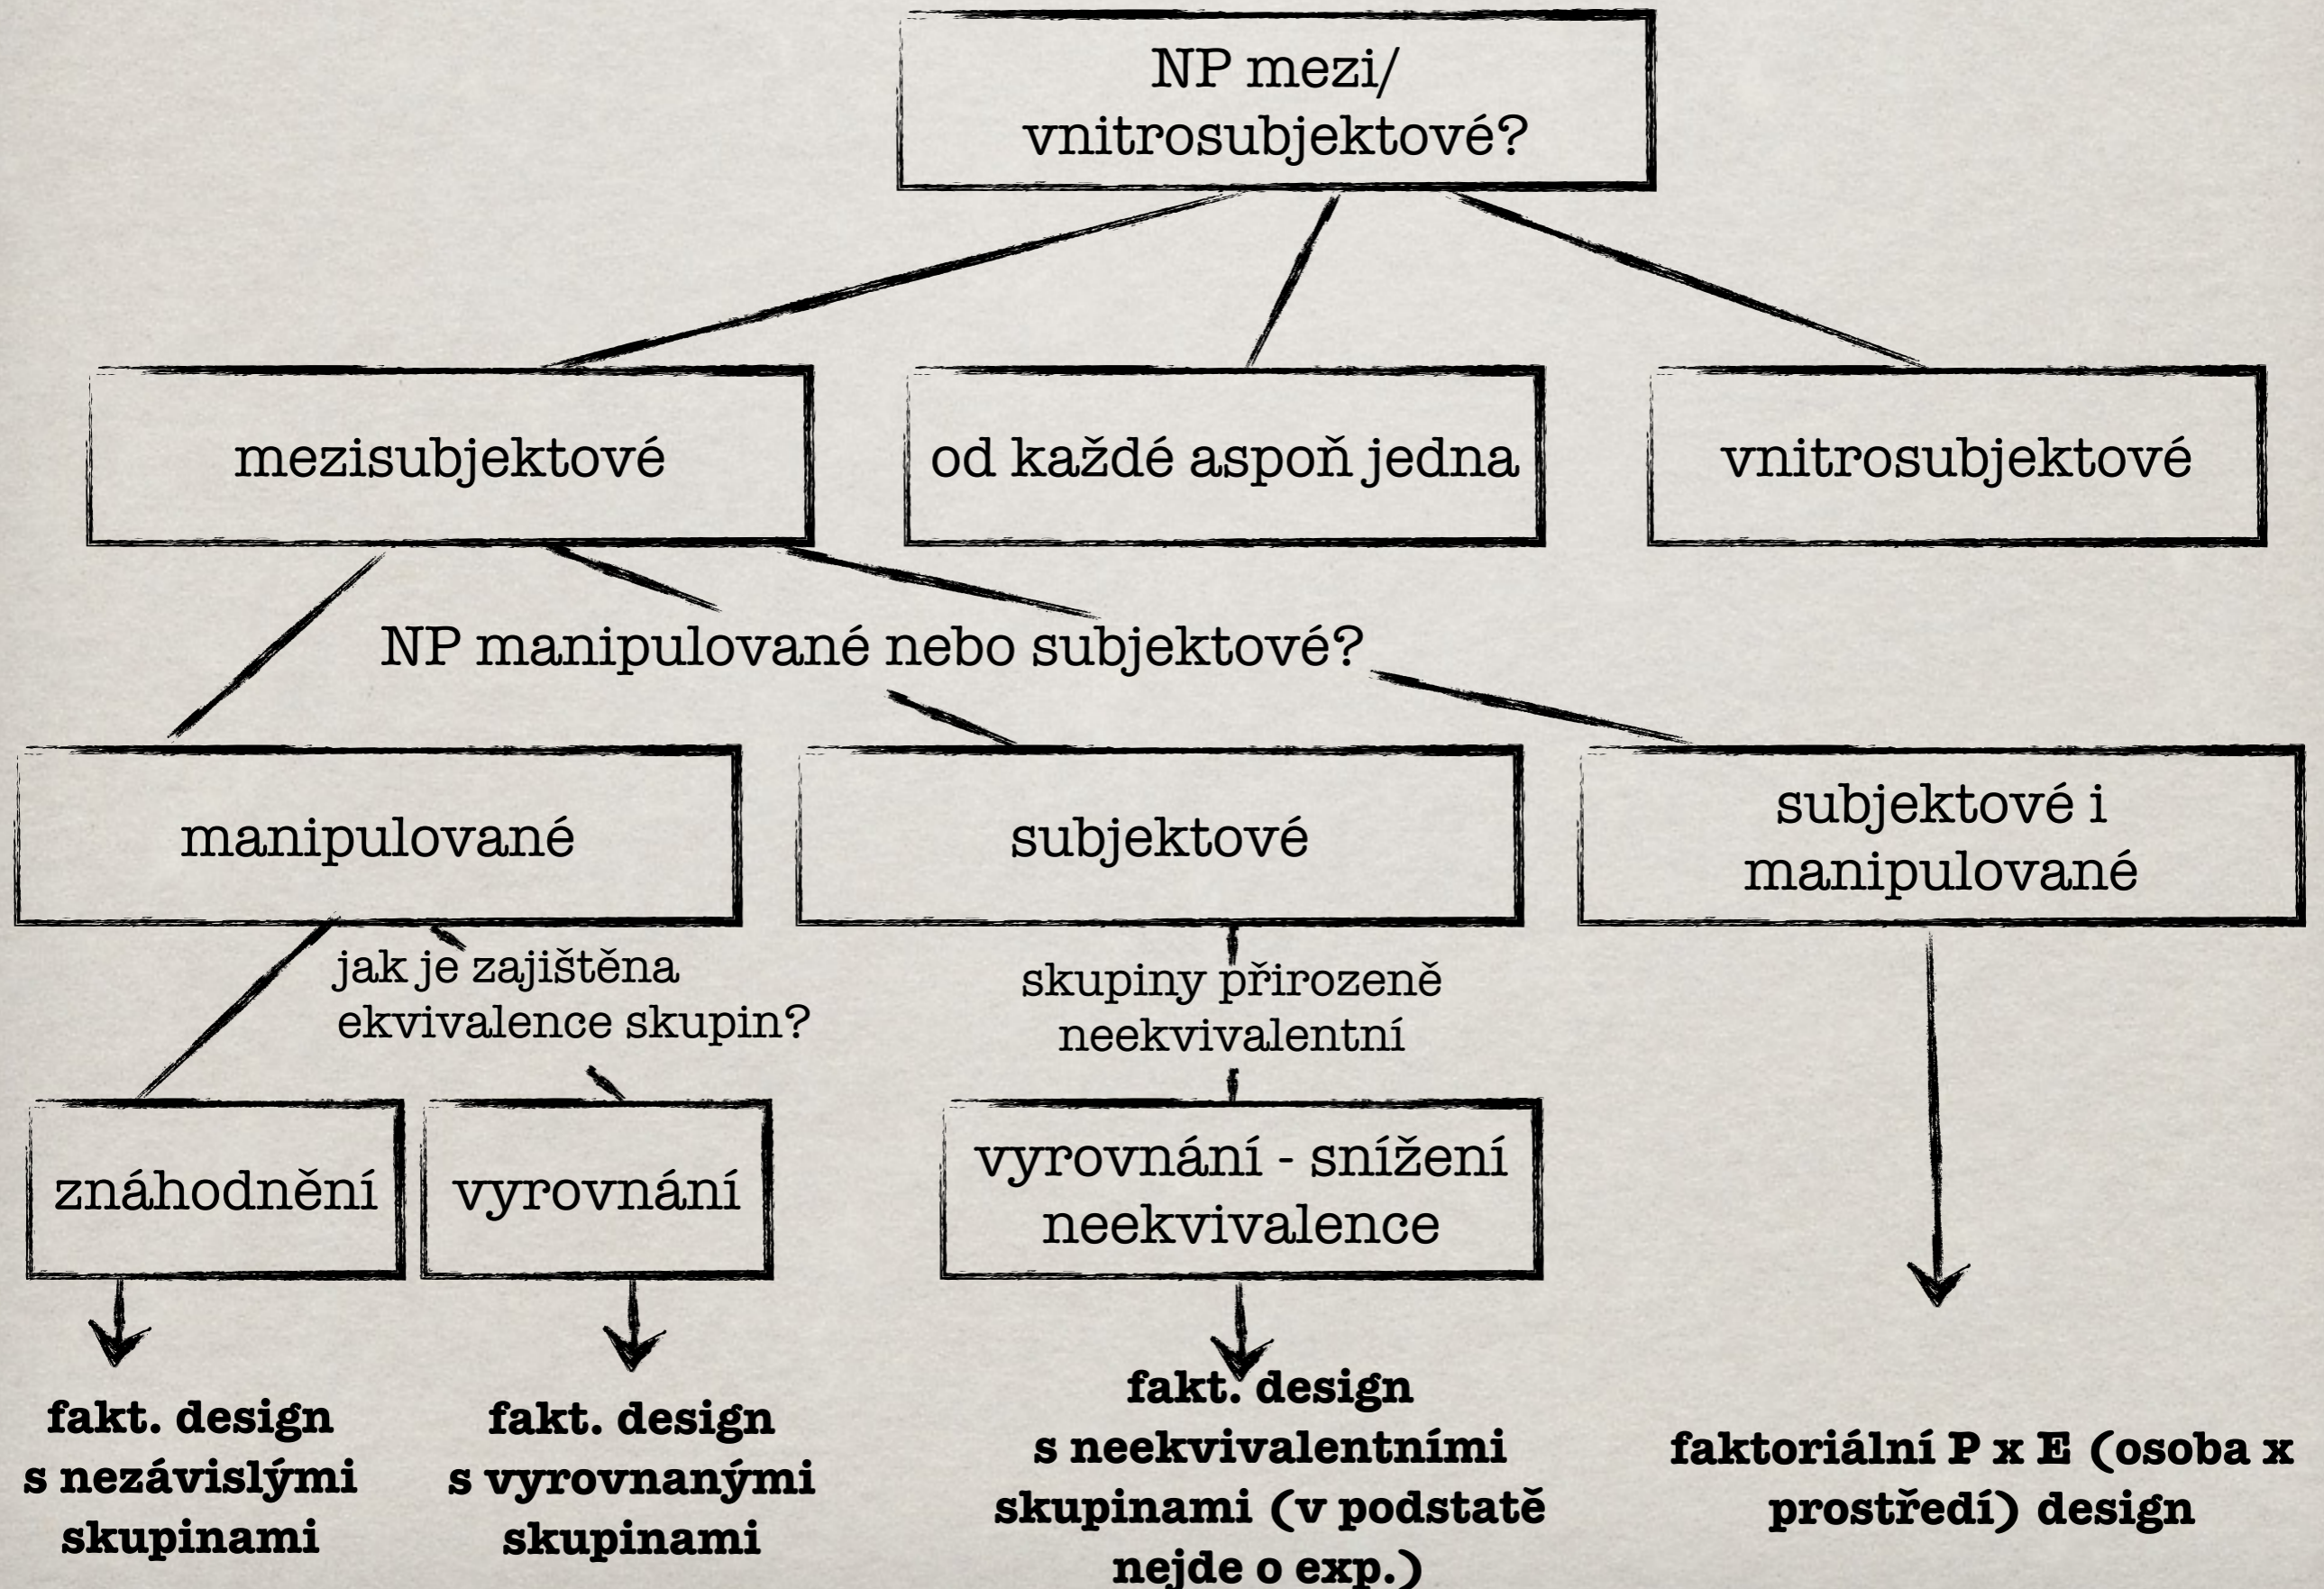 NP mezi/
vnitrosubjektové?
mezisubjektové
od každé aspoň jedna
vnitrosubjektové
NP manipulované nebo subjektové?
manipulované
subjektové
subjektové i
manipulované
jak je zajištěna
ekvivalence skupin?
skupiny přirozeně
neekvivalentní
znáhodnění
vyrovnání
vyrovnání - snížení
neekvivalence
fakt. design
s nezávislými
skupinami
fakt. design
s vyrovnanými
skupinami
fakt. design
s neekvivalentními
skupinami (v podstatě
nejde o exp.)
faktoriální P x E (osoba x
prostředí) design